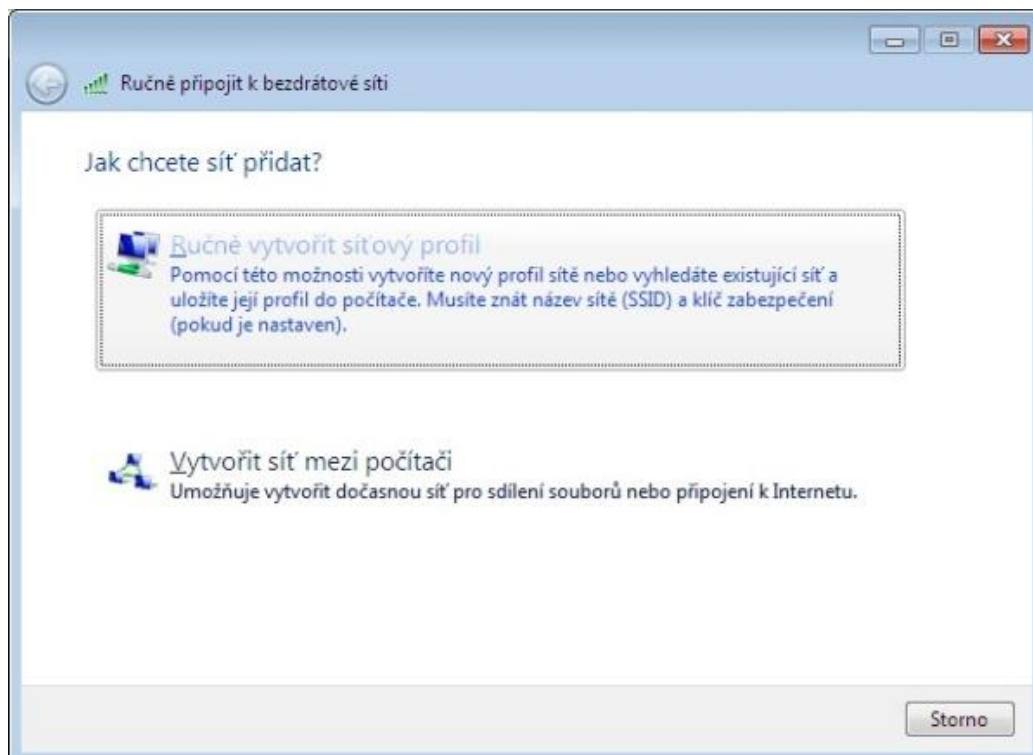 Ručně připojit k bezdrátové síti
Jak chcete síť přidat?
Ručně vytvořit síťový profil
Pomocí této možnosti vytvoříte nový profil sítě nebo vyhledáte existující síť a
uložíte její profil do počítače. Musíte znát název sítě (SSID) a klíč zabezpečení
(pokud je nastaven).
Vytvořit síť mezi počítači
Umožňuje vytvořit dočasnou síť pro sdílení souborů nebo připojení k Internetu.
Storno